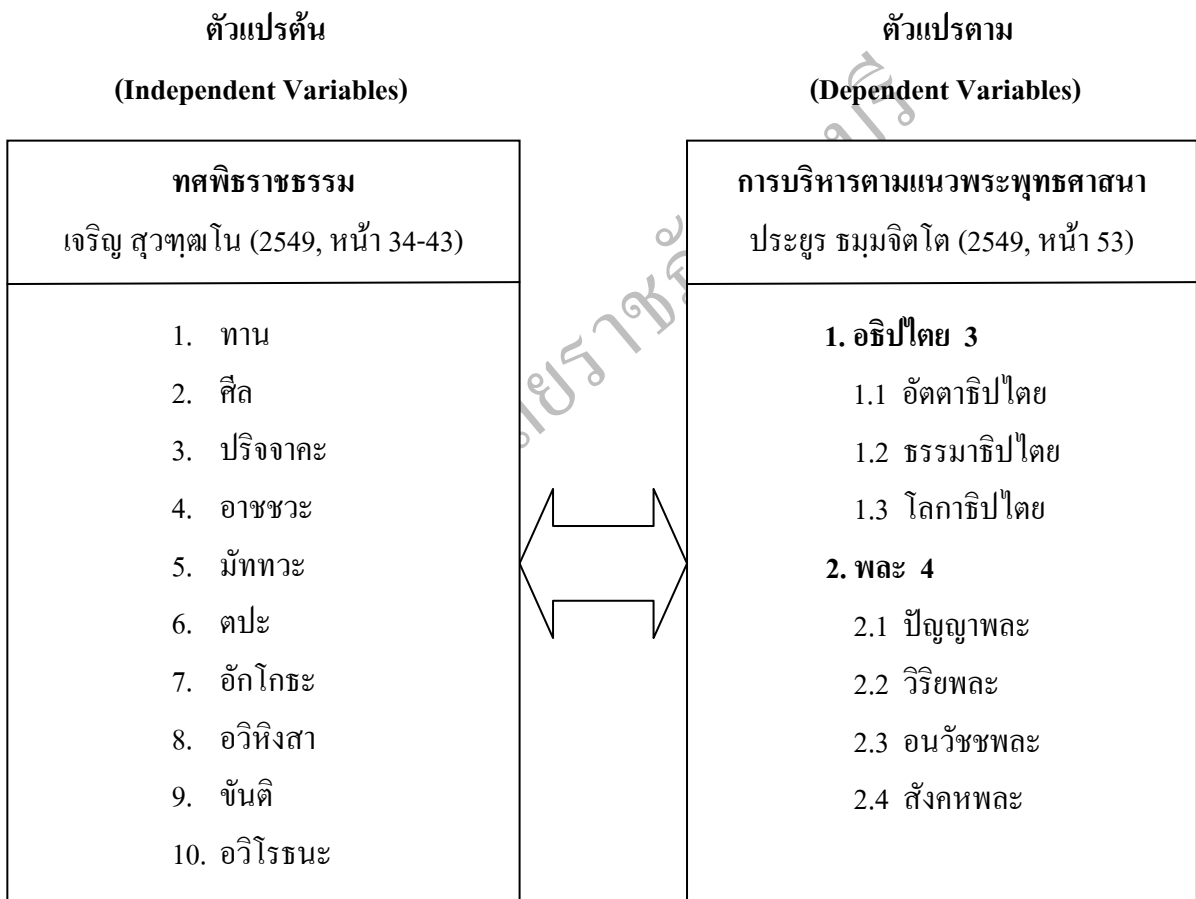 ตัวแปรต้น
(Independent Variables)
ทศพิธราชธรรม
เจริญ สุวฑฺฒโน (2549, หน้า 34-43)
1. ทาน
2. ศีล
3. ปริจจาคะ
4. อาชชวะ
5. มัททวะ
6. ตปะ
7. อักโกธะ
8. อวิหิงสา
9. ขันติ
10. อวิโรธนะ
ตัวแปรตาม
(Dependent Variables)
การบริหารตามแนวพระพุทธศาสนา
ประยูร ธมฺมจิตโต (2549, หน้า 53)
1. อธิปไตย 3
1.1 อัตตาธิปไตย
1.2 ธรรมาธิปไตย
1.3 โลกาธิปไตย
2. พละ 4
2.1 ปัญญาพละ
2.2 วิริยพละ
2.3 อนวัชชพละ
2.4 สังคหพละ